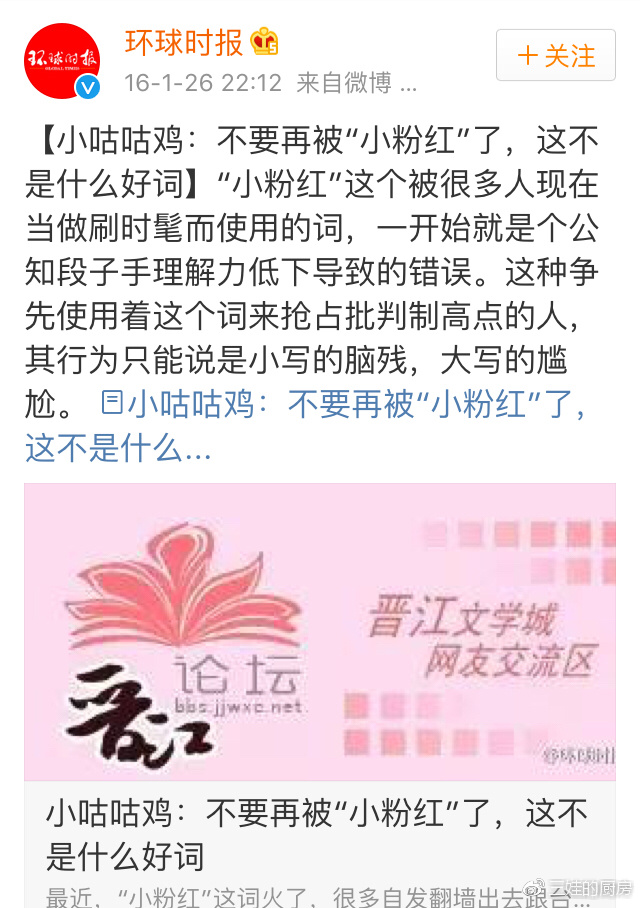 环球时报
环球时报
GLOBAL TIMES
16-1-26 22:12 来自微博 ...
＋关注
【小咕咕鸡：不要再被“小粉红”了，这不
是什么好词】“小粉红”这个被很多人现在
当做刷时髦而使用的词，一开始就是个公
知段子手理解力低下导致的错误。这种争
先使用着这个词来抢占批判制高点的人，
其行为只能说是小写的脑残，大写的尴
尬。 小咕咕鸡：不要再被“小粉红”了，
这不是什么...
晋江文学城
网友交流区
论坛
bbs.jjwxc.net
晋江
@环球时
小咕咕鸡：不要再被“小粉红”了，这不
是什么好词
最近，“小粉红”这词火了，很多自发翻墙出去跟台...
三娃的厨房